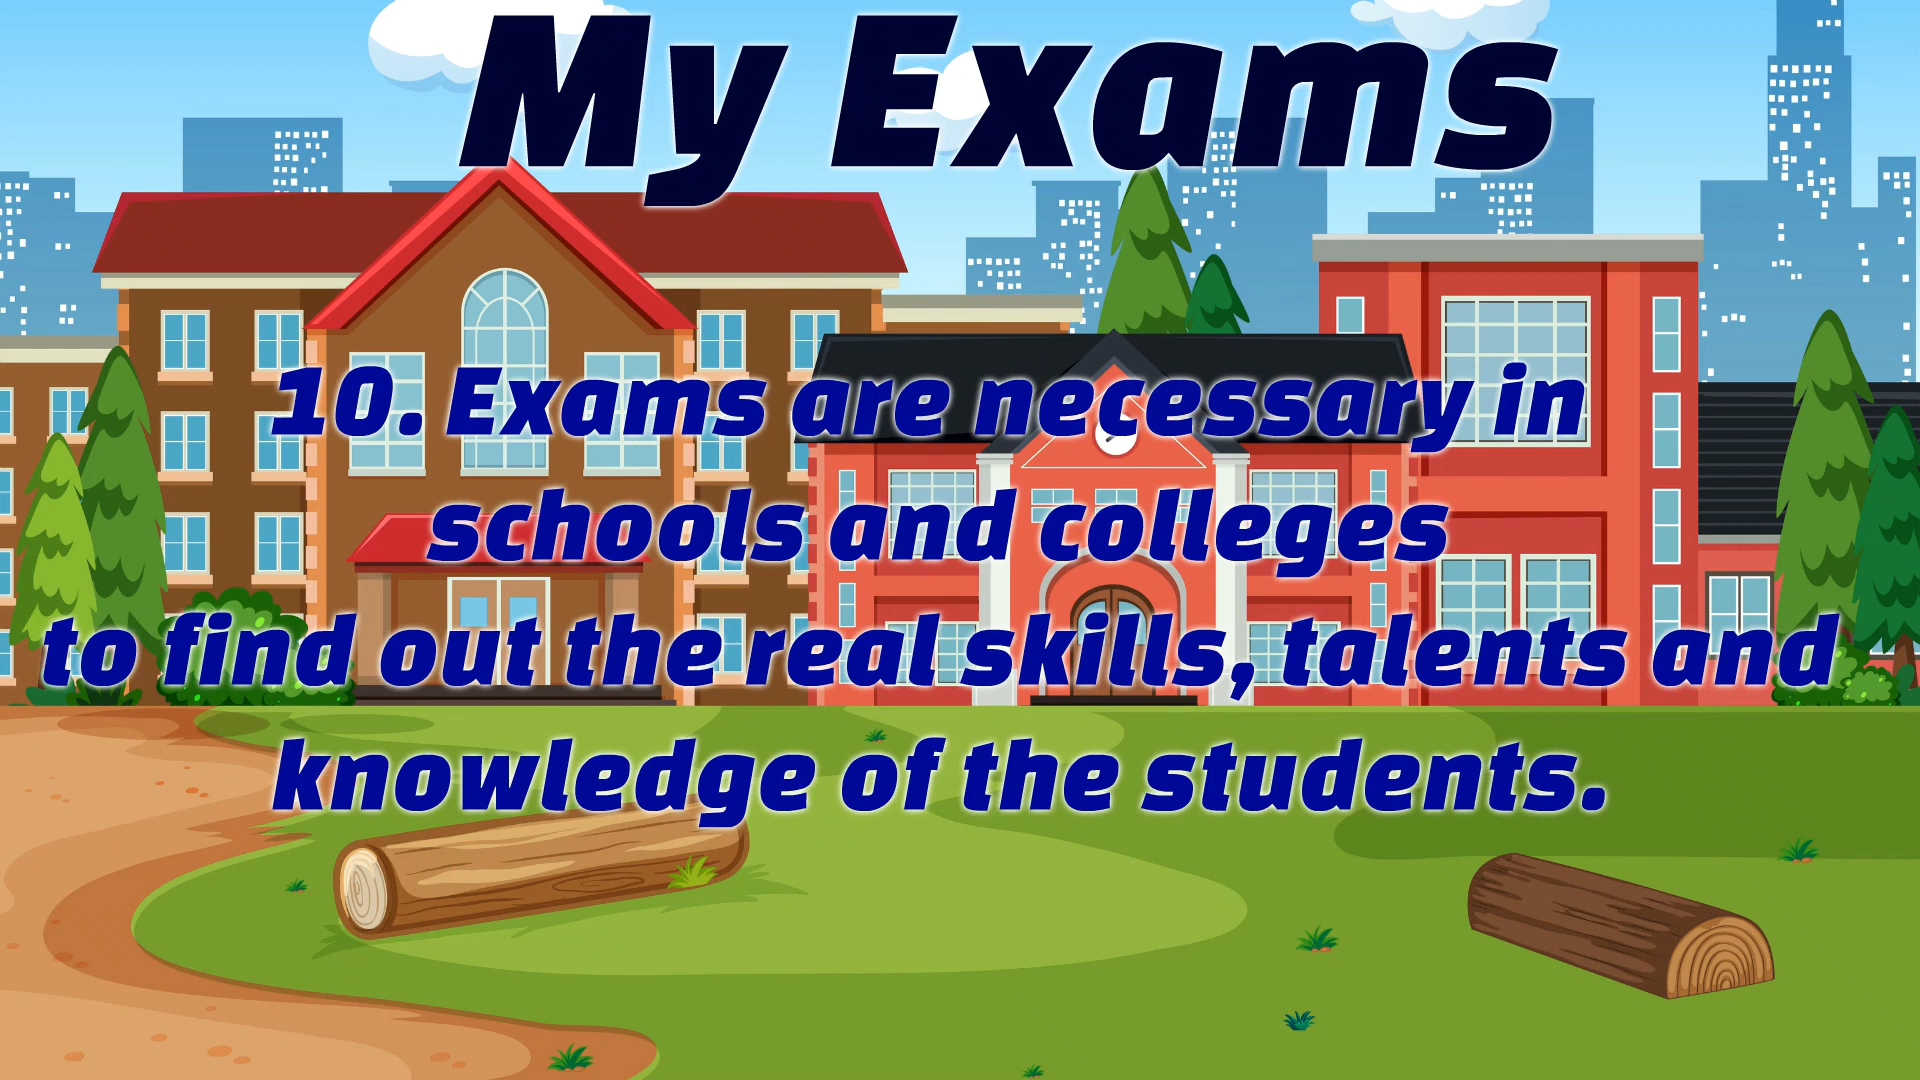 My Exams
10. Exams are necessary in
schools and colleges
to find out the real skills, talents and
knowledge of the students.